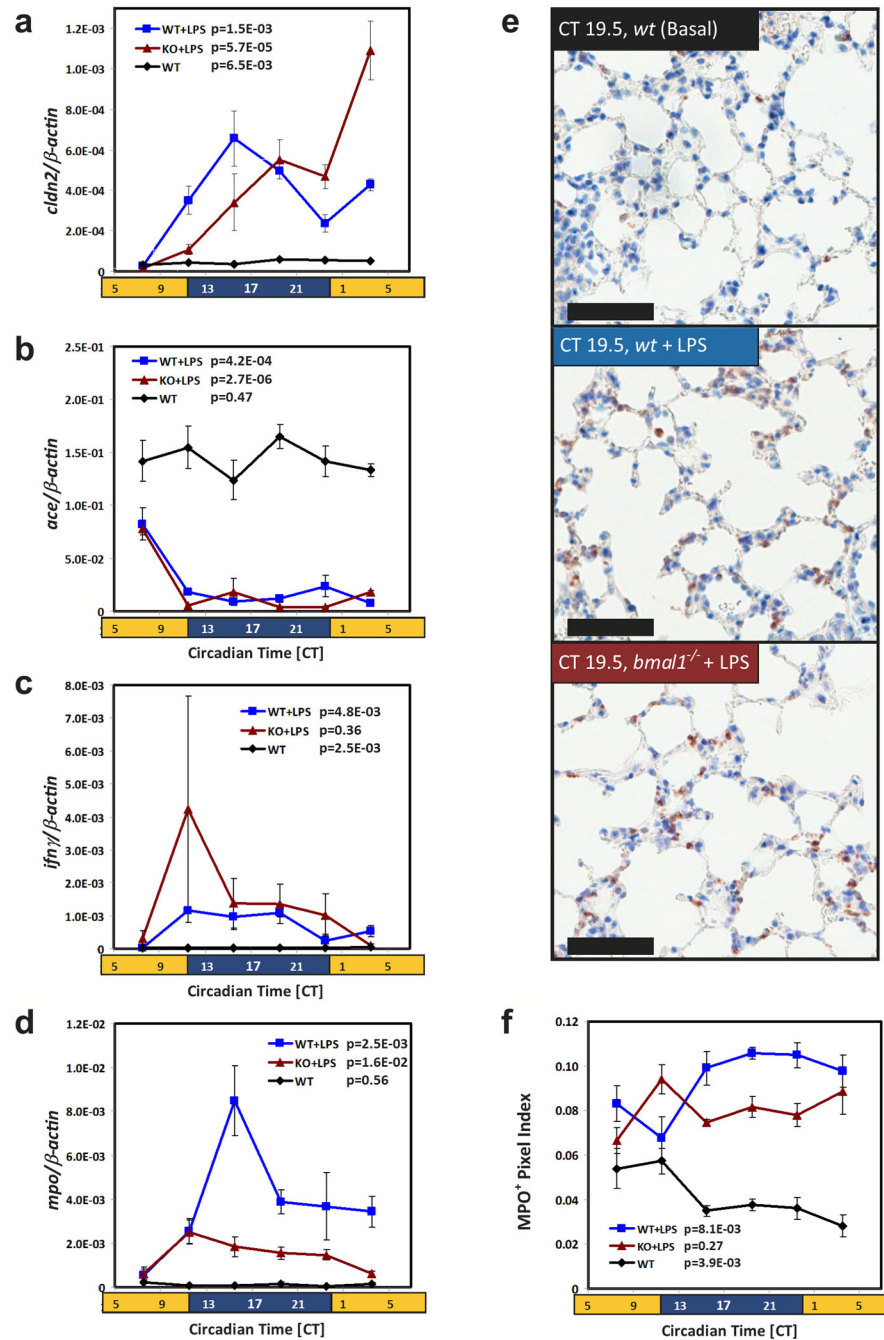 a
1.2E-03
1.0E-03
8.0E-04
6.0E-04
4.0E-04
2.0E-04
0
cldn2/β-actin
WT+LPS p=1.5E-03
KO+LPS p=5.7E-05
WT p=6.5E-03
5 9 13 17 21 1 5
b
2.5E-01
2.0E-01
1.5E-01
1.0E-01
5.0E-02
0
ace/β-actin
WT+LPS p=4.2E-04
KO+LPS p=2.7E-06
WT p=0.47
5 9 13 17 21 1 5
Circadian Time [CT]
c
8.0E-03
7.0E-03
6.0E-03
5.0E-03
4.0E-03
3.0E-03
2.0E-03
1.0E-03
0
ifnγ/β-actin
WT+LPS p=4.8E-03
KO+LPS p=0.36
WT p=2.5E-03
5 9 13 17 21 1 5
Circadian Time [CT]
d
1.2E-02
1.0E-02
8.0E-03
6.0E-03
4.0E-03
2.0E-03
0
mpo/β-actin
WT+LPS p=2.5E-03
KO+LPS p=1.6E-02
WT p=0.56
5 9 13 17 21 1 5
Circadian Time [CT]
e
CT 19.5, wt (Basal)
CT 19.5, wt + LPS
CT 19.5, bmal1-/- + LPS
f
0.12
0.10
0.08
0.06
0.04
0.02
0.00
MPO+ Pixel Index
WT+LPS p=8.1E-03
KO+LPS p=0.27
WT p=3.9E-03
5 9 13 17 21 1 5
Circadian Time [CT]